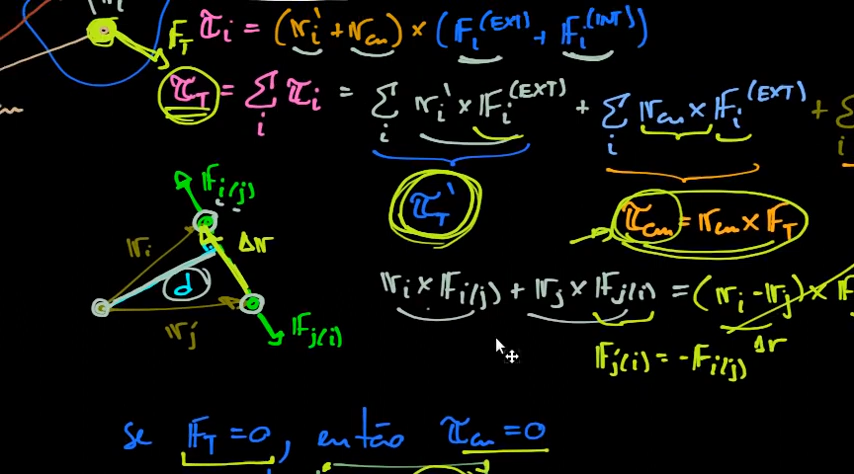 F_T τ_i = (r_i' + r_cm) × (F_i^(EXT) + F_i^(INT))
τ_T = Σ_i τ_i = Σ_i r_i' × F_i^(EXT) + Σ_i r_cm × F_i^(EXT) + Σ_i
τ_T' τ_cm = r_cm × F_T
F_i(j)
r_i Δr
d
r_j F_j(i)
r_i × F_i(j) + r_j × F_j(i) = (r_i - r_j) × F
F_j(i) = -F_i(j) Δr
se F_T = 0, então τ_cm = 0